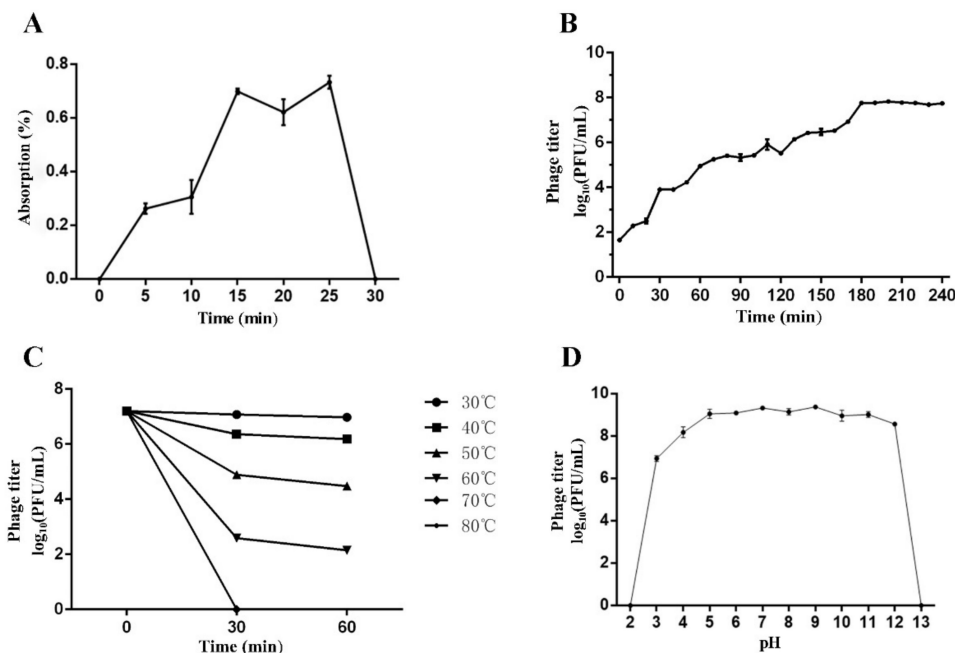 A
Absorption (%)
0.8
0.6
0.4
0.2
0.0
0 5 10 15 20 25 30
Time (min)
B
Phage titer
log₁₀(PFU/mL)
10
8
6
4
2
0
0 30 60 90 120 150 180 210 240
Time (min)
C
Phage titer
log₁₀(PFU/mL)
8
6
4
2
0
0 30 60
Time (min)
30℃
40℃
50℃
60℃
70℃
80℃
D
Phage titer
log₁₀(PFU/mL)
10
8
6
4
2
0
2 3 4 5 6 7 8 9 10 11 12 13
pH